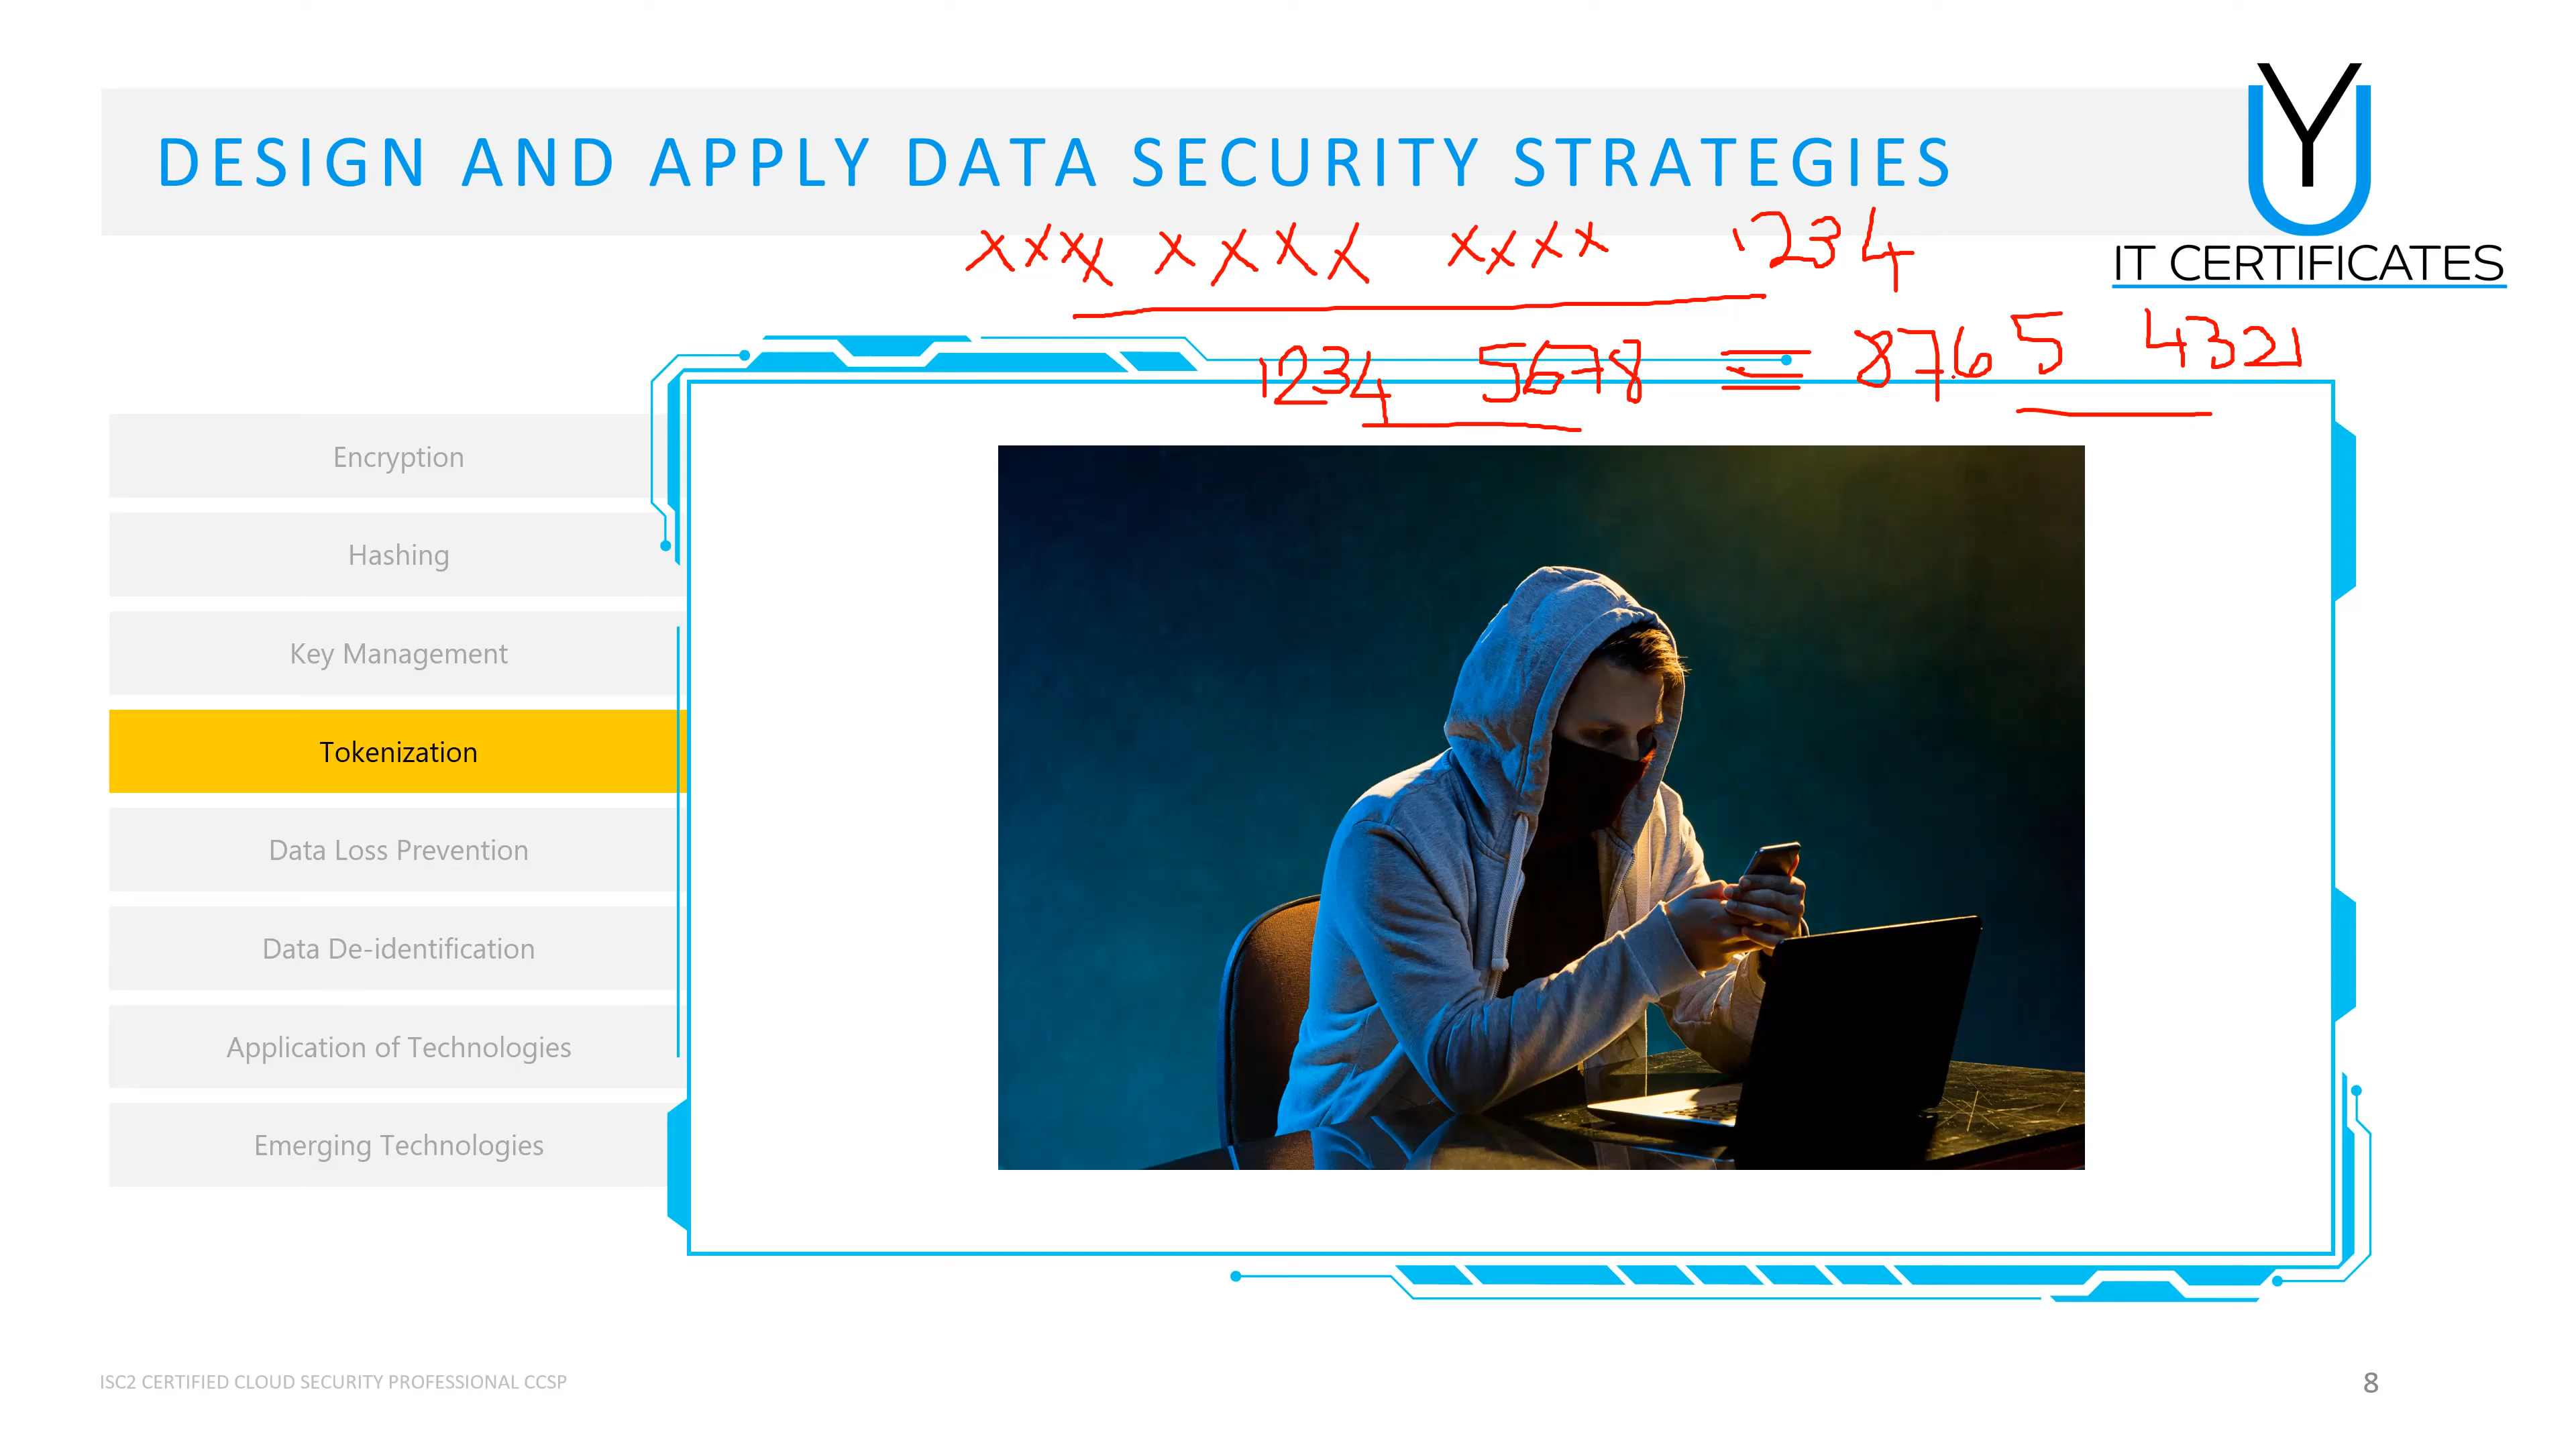 DESIGN AND APPLY DATA SECURITY STRATEGIES
Y
IT CERTIFICATES
xxxx xxxx xxxx 1234
1234 5678 = 8765 4321
Encryption
Hashing
Key Management
Tokenization
Data Loss Prevention
Data De-identification
Application of Technologies
Emerging Technologies
ISC2 CERTIFIED CLOUD SECURITY PROFESSIONAL CCSP
8